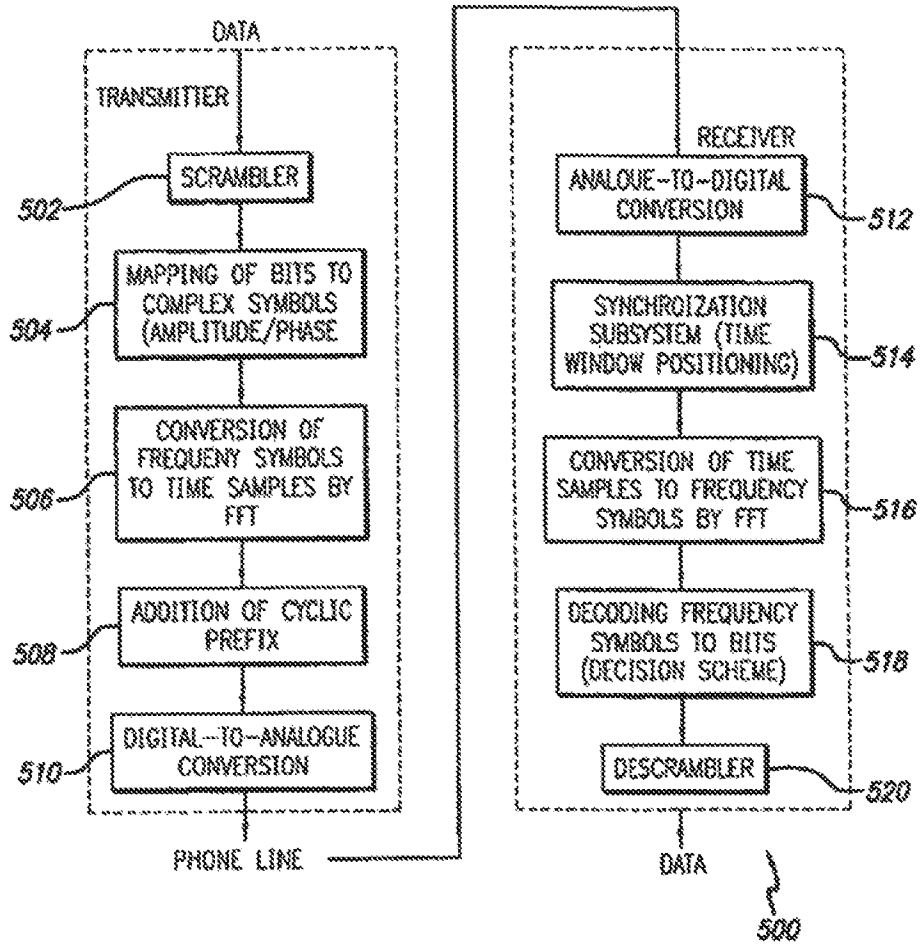 DATA
TRANSMITTER
SCRAMBLER
502
MAPPING OF BITS TO
COMPLEX SYMBOLS
(AMPLITUDE/PHASE
504
CONVERSION OF
FREQUENY SYMBOLS
TO TIME SAMPLES BY
FFT
506
ADDITION OF CYCLIC
PREFIX
508
DIGITAL-TO-ANALOGUE
CONVERSION
510
PHONE LINE
RECEIVER
ANALOUE-TO-DIGITAL
CONVERSION
512
SYNCHROIZATION
SUBSYSTEM (TIME
WINDOW POSITIONING)
514
CONVERSION OF TIME
SAMPLES TO FREQUENCY
SYMBOLS BY FFT
516
DECODING FREQUENCY
SYMBOLS TO BITS
(DECISION SCHEME)
518
DESCRAMBLER
520
DATA
500